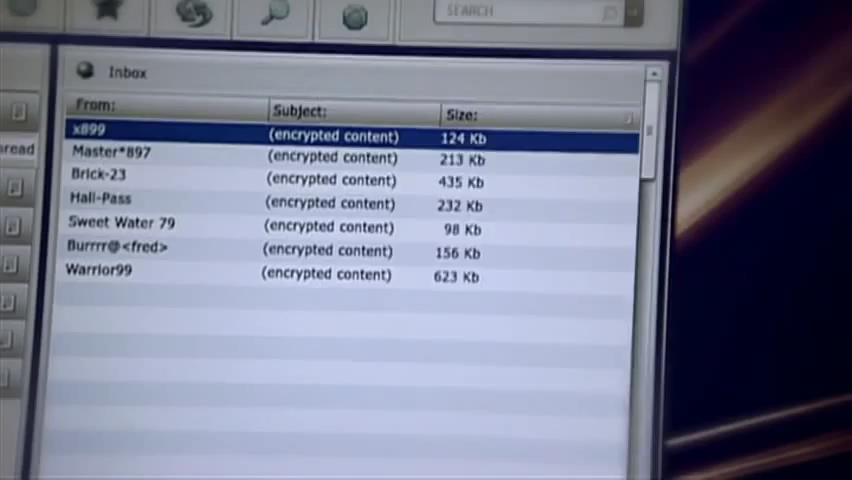 SEARCH
Inbox
From: Subject: Size:
x899 (encrypted content) 124 Kb
Master*897 (encrypted content) 213 Kb
Brick-23 (encrypted content) 435 Kb
Hall-Pass (encrypted content) 232 Kb
Sweet Water 79 (encrypted content) 98 Kb
Burrrr@<fred> (encrypted content) 156 Kb
Warrior99 (encrypted content) 623 Kb